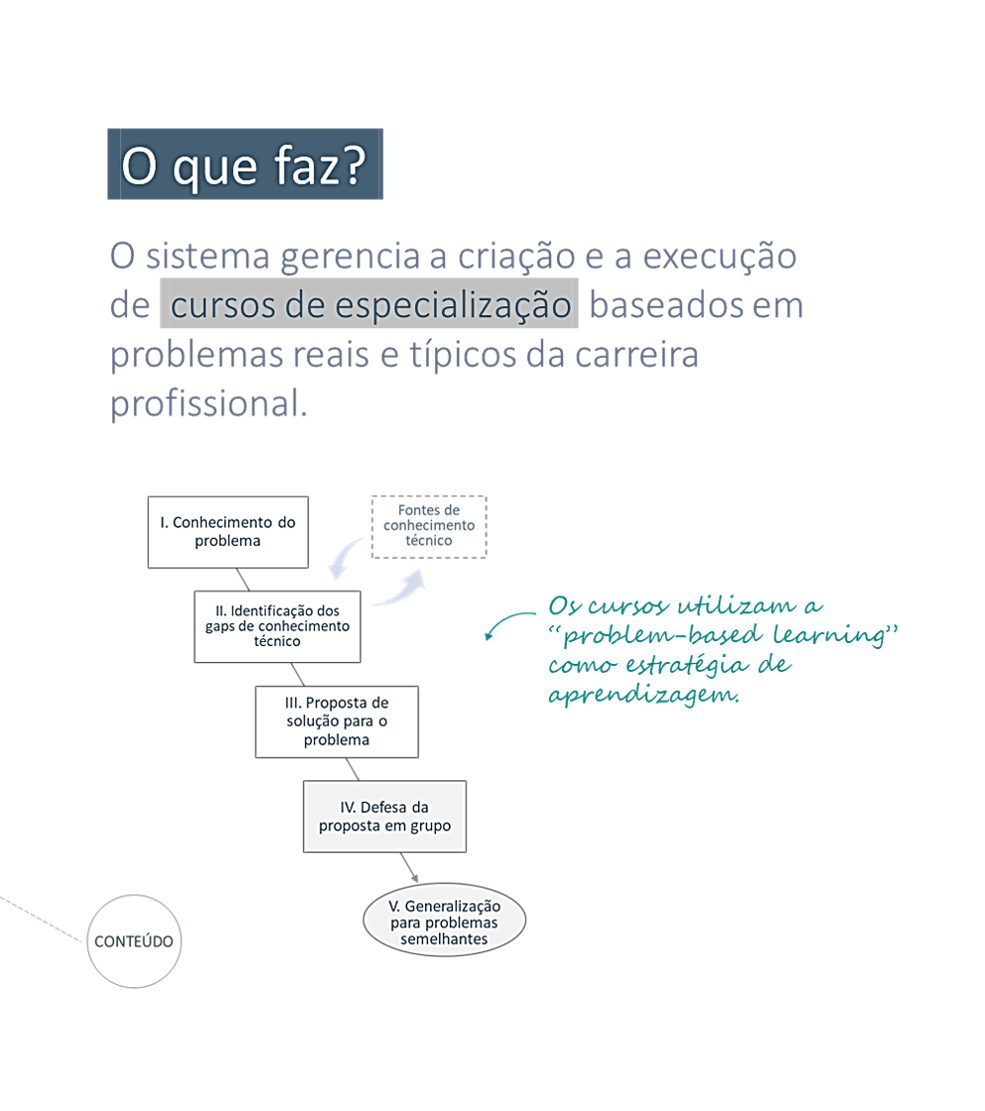 O que faz?
O sistema gerencia a criação e a execução
de cursos de especialização baseados em
problemas reais e típicos da carreira
profissional.
I. Conhecimento do
problema
Fontes de
conhecimento
técnico
II. Identificação dos
gaps de conhecimento
técnico
Os cursos utilizam a
“problem-based learning”
como estratégia de
aprendizagem.
III. Proposta de
solução para o
problema
IV. Defesa da
proposta em grupo
V. Generalização
para problemas
semelhantes
CONTEÚDO